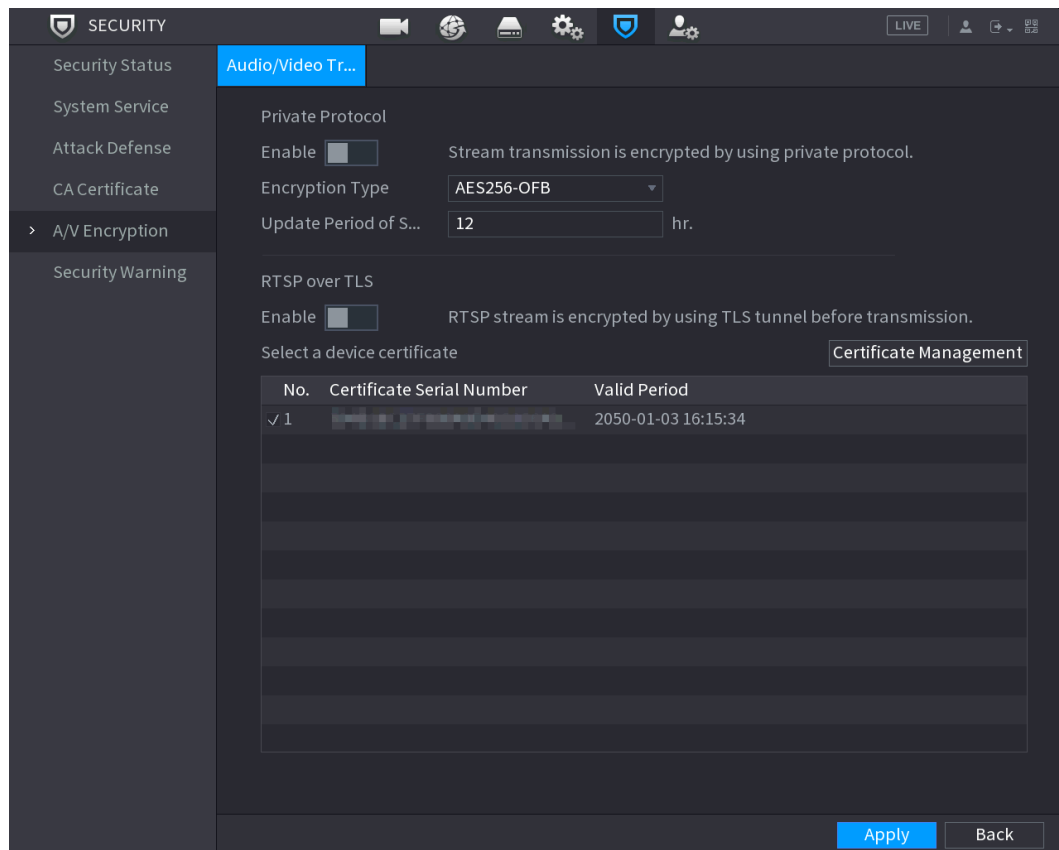 SECURITY
LIVE
Security Status
System Service
Attack Defense
CA Certificate
A/V Encryption
Security Warning
Audio/Video Tr...
Private Protocol
Enable Stream transmission is encrypted by using private protocol.
Encryption Type AES256-OFB
Update Period of S... 12 hr.
RTSP over TLS
Enable RTSP stream is encrypted by using TLS tunnel before transmission.
Select a device certificate Certificate Management
No. Certificate Serial Number Valid Period
1 2050-01-03 16:15:34
Apply Back